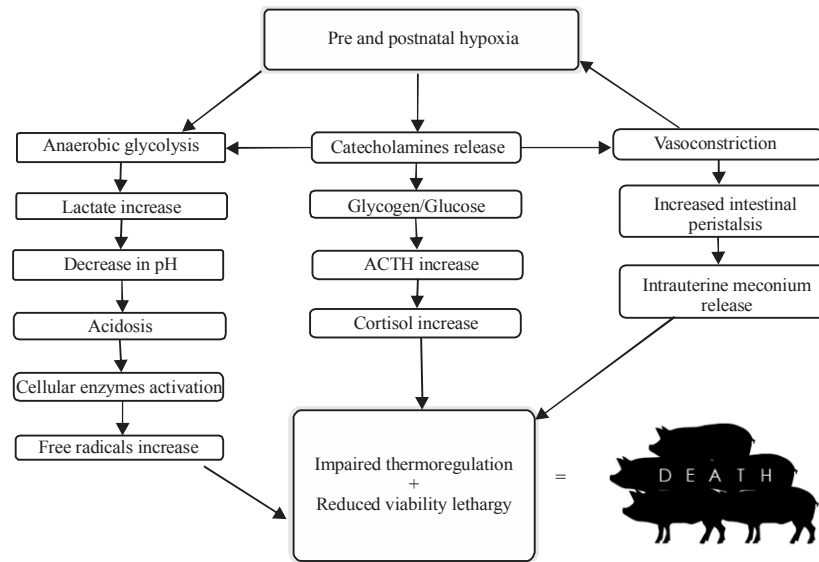 Pre and postnatal hypoxia
Anaerobic glycolysis
Catecholamines release
Vasoconstriction
Lactate increase
Glycogen/Glucose
Increased intestinal
peristalsis
Decrease in pH
ACTH increase
Intrauterine meconium
release
Acidosis
Cortisol increase
Cellular enzymes activation
Free radicals increase
Impaired thermoregulation
+
Reduced viability lethargy
=
DEATH